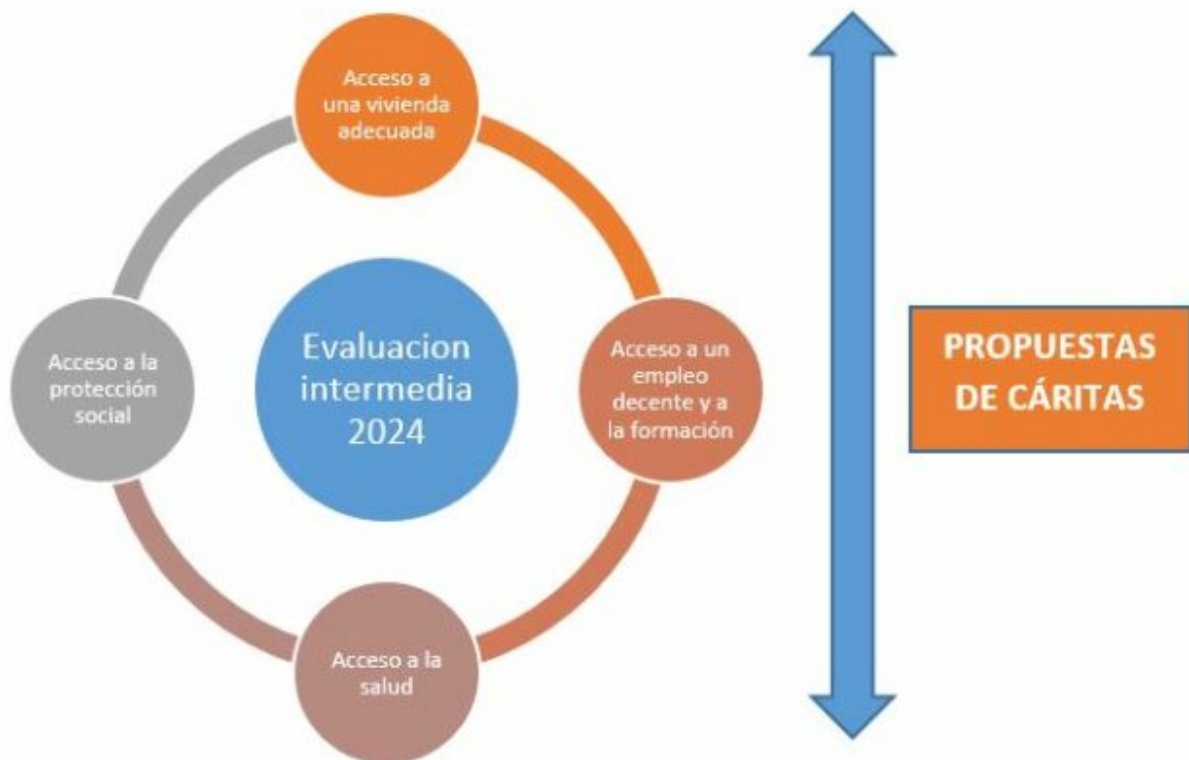 Acceso a
una vivienda
adecuada
Acceso a la
protección
social
Evaluacion
intermedia
2024
Acceso a un
empleo
decente y a
la formación
Acceso a la
salud
PROPUESTAS
DE CÁRITAS